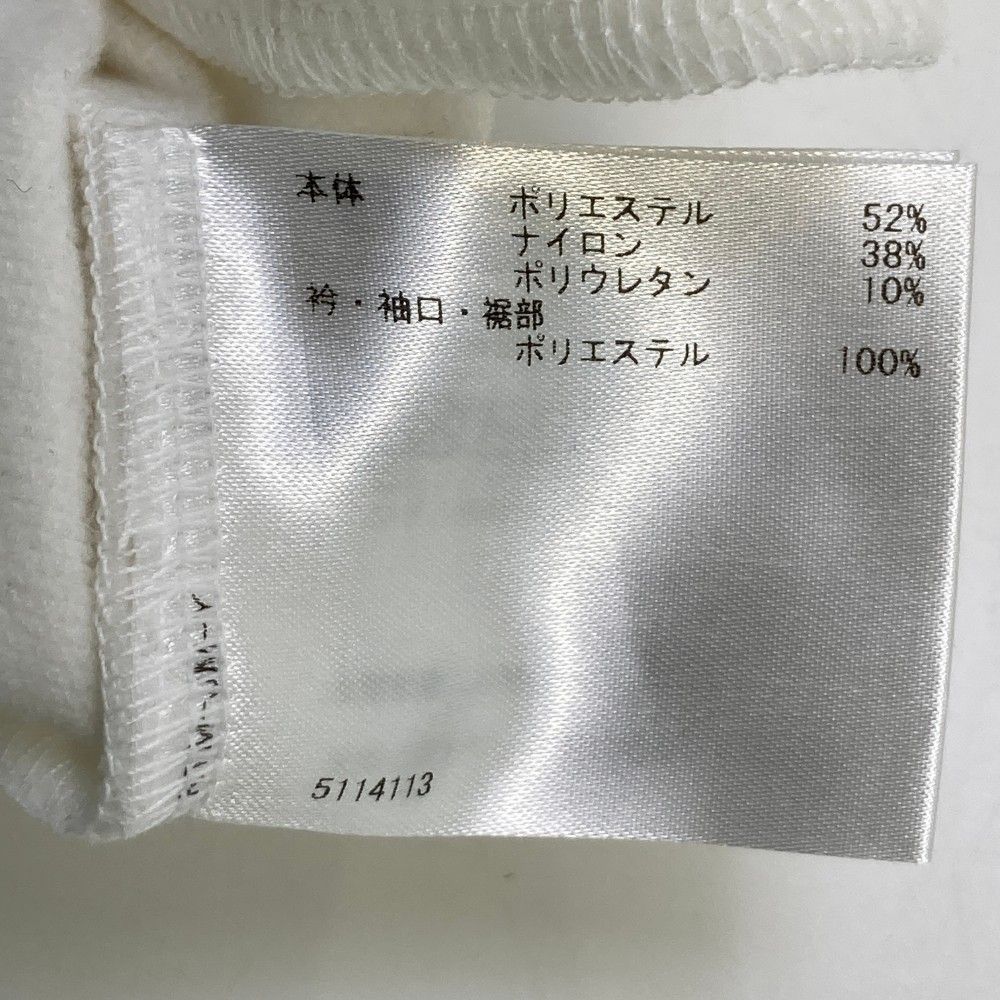 本体 ポリエステル 52%
ナイロン 38%
ポリウレタン 10%
衿・袖口・裾部
ポリエステル 100%
5114113